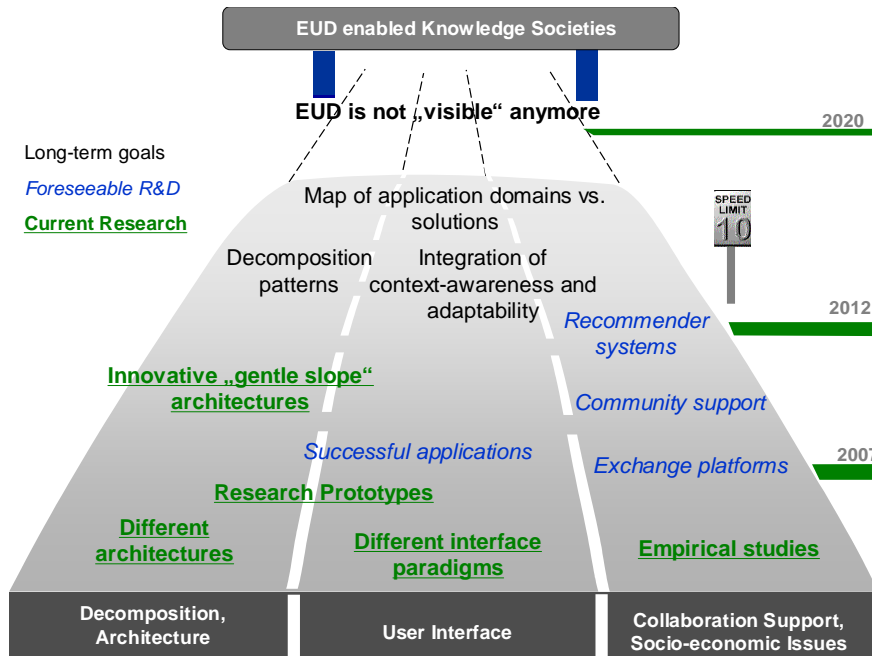 EUD enabled Knowledge Societies
EUD is not „visible“ anymore
2020
Long-term goals
Foreseeable R&D
Current Research
SPEED
LIMIT
10
Map of application domains vs.
solutions
Decomposition
patterns
Integration of
context-awareness and
adaptability
2012
Recommender
systems
Innovative „gentle slope“
architectures
Community support
2007
Successful applications
Exchange platforms
Research Prototypes
Different
architectures
Different interface
paradigms
Empirical studies
Decomposition,
Architecture
User Interface
Collaboration Support,
Socio-economic Issues